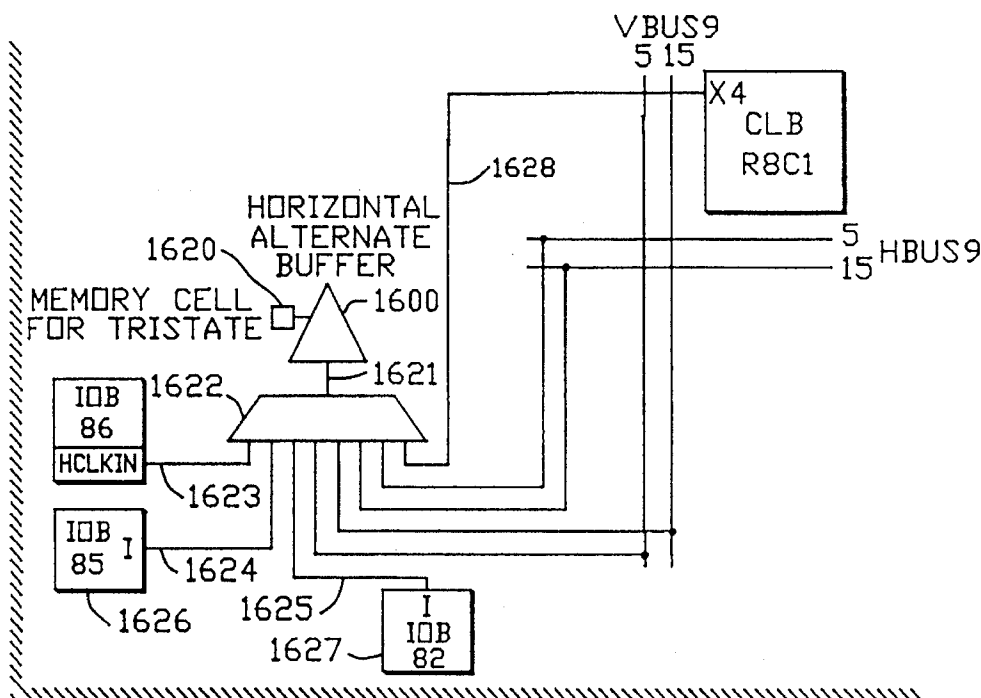 VBUS9
5 15
X4
CLB
R8C1
1628
HORIZONTAL
ALTERNATE
BUFFER
1620
5
15
HBUS9
MEMORY CELL
FOR TRISTATE
1600
1621
1622
IOB
86
HCLKIN
1623
IOB
85
I
1624
1625
1626
I
IOB
82
1627